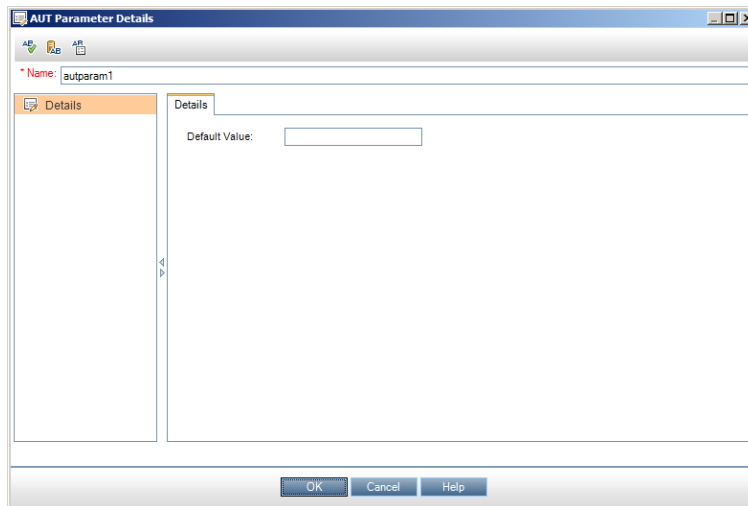 AUT Parameter Details
* Name: autparam1
Details
Details
Default Value:
OK Cancel Help